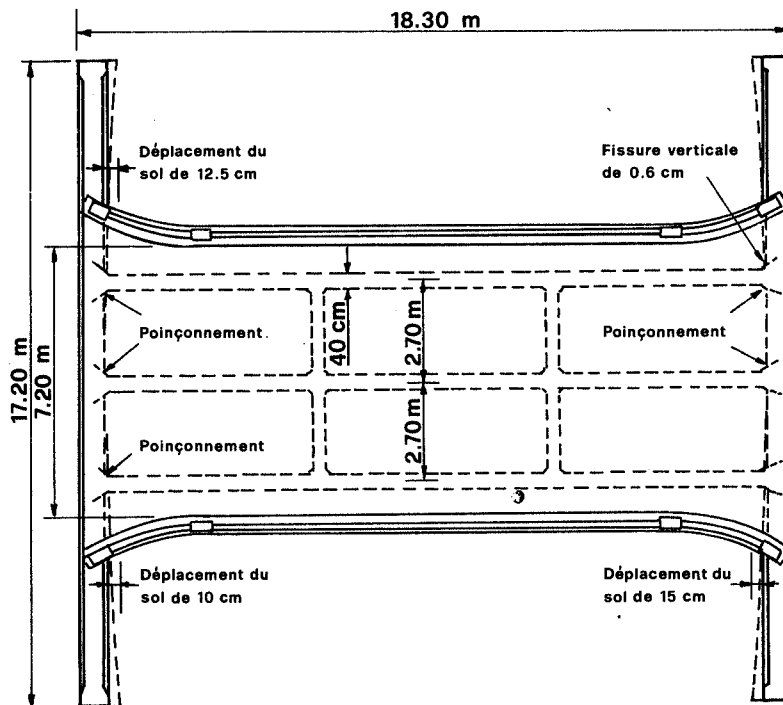 18.30 m
Déplacement du
sol de 12.5 cm
Fissure verticale
de 0.6 cm
Poinçonnement
Poinçonnement
40 cm
2.70 m
17.20 m
7.20 m
Poinçonnement
2.70 m
Déplacement du
sol de 10 cm
Déplacement du
sol de 15 cm